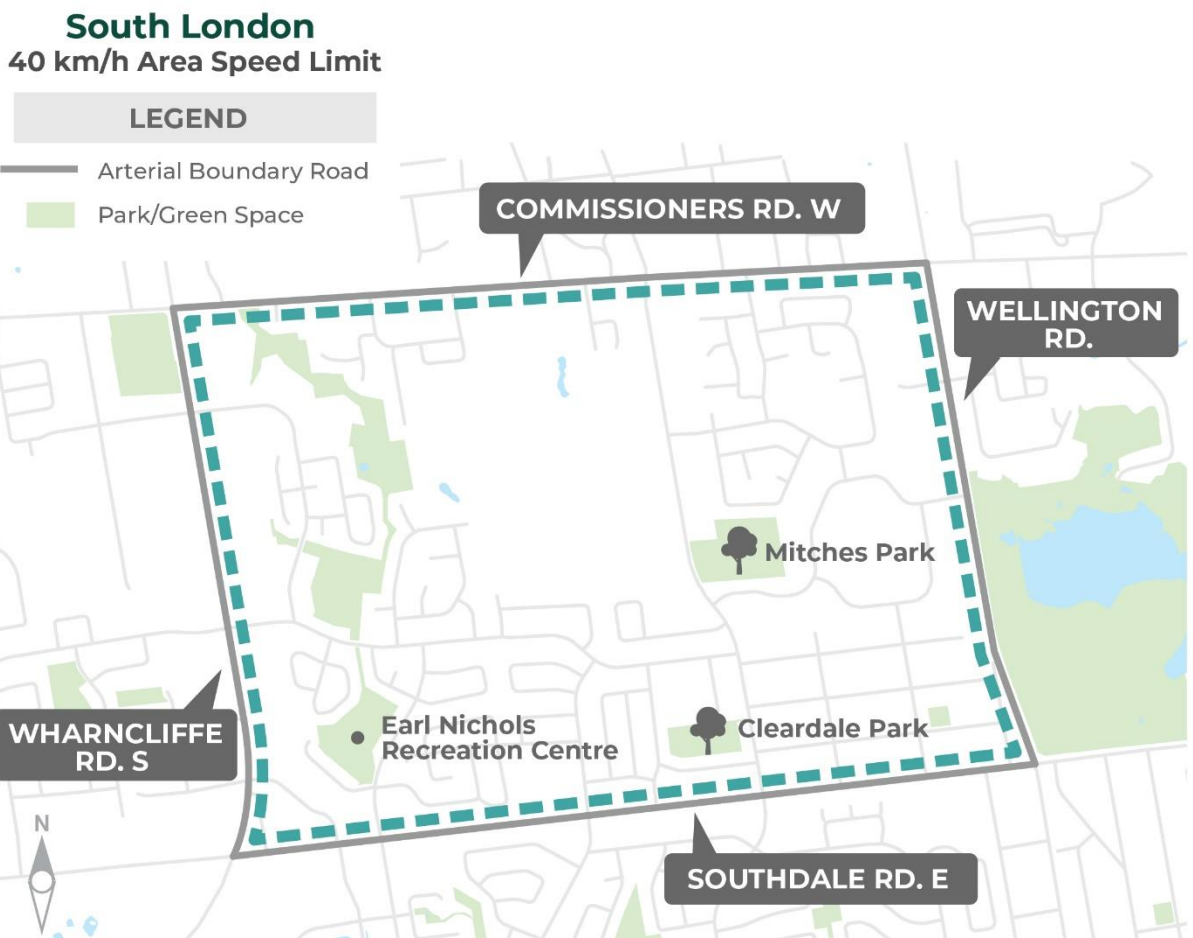 South London
40 km/h Area Speed Limit
LEGEND
Arterial Boundary Road
Park/Green Space
COMMISSIONERS RD. W
WELLINGTON
RD.
Mitches Park
WHARNCLIFFE
RD. S
Earl Nichols
Recreation Centre
Cleardale Park
N
SOUTHDALE RD. E